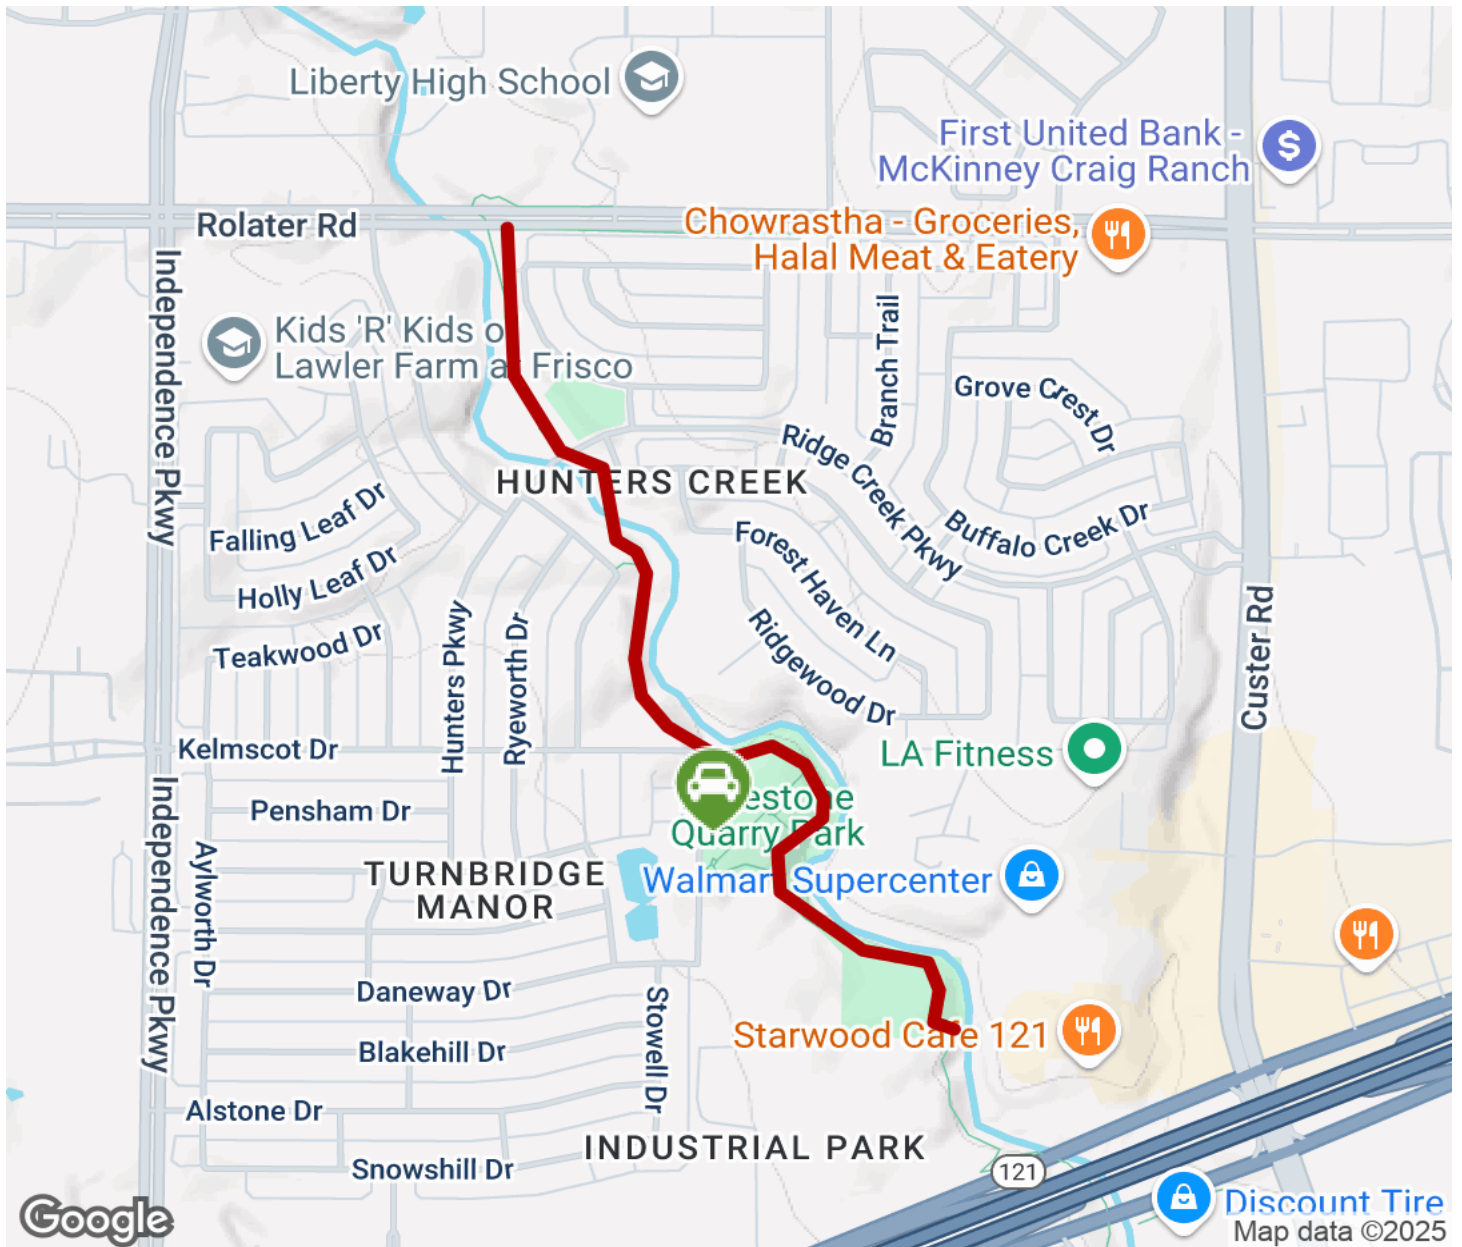 Liberty High School
First United Bank -
McKinney Craig Ranch
Rolater Rd
Chowrastha - Groceries,
Halal Meat & Eatery
Independence Pkwy
Kids 'R' Kids o
Lawler Farm a Frisco
Branch Trail
Grove Crest Dr
Ridge Creek Pkwy
HUNTERS CREEK
Falling Leaf Dr
Buffalo Creek Dr
Forest Haven Ln
Holly Leaf Dr
Teakwood Dr
Hunters Pkwy
Ryeworth Dr
Ridgewood Dr
Custer Rd
Kelmscot Dr
LA Fitness
Independence Pkwy
Pensham Dr
estone
Quarry Park
Aylworth Dr
TURNBRIDGE
MANOR
Walmart Supercenter
Daneway Dr
Stowell Dr
Starwood Cafe 121
Blakehill Dr
Alstone Dr
INDUSTRIAL PARK
Snowshill Dr
121
Discount Tire
Google
Map data ©2025